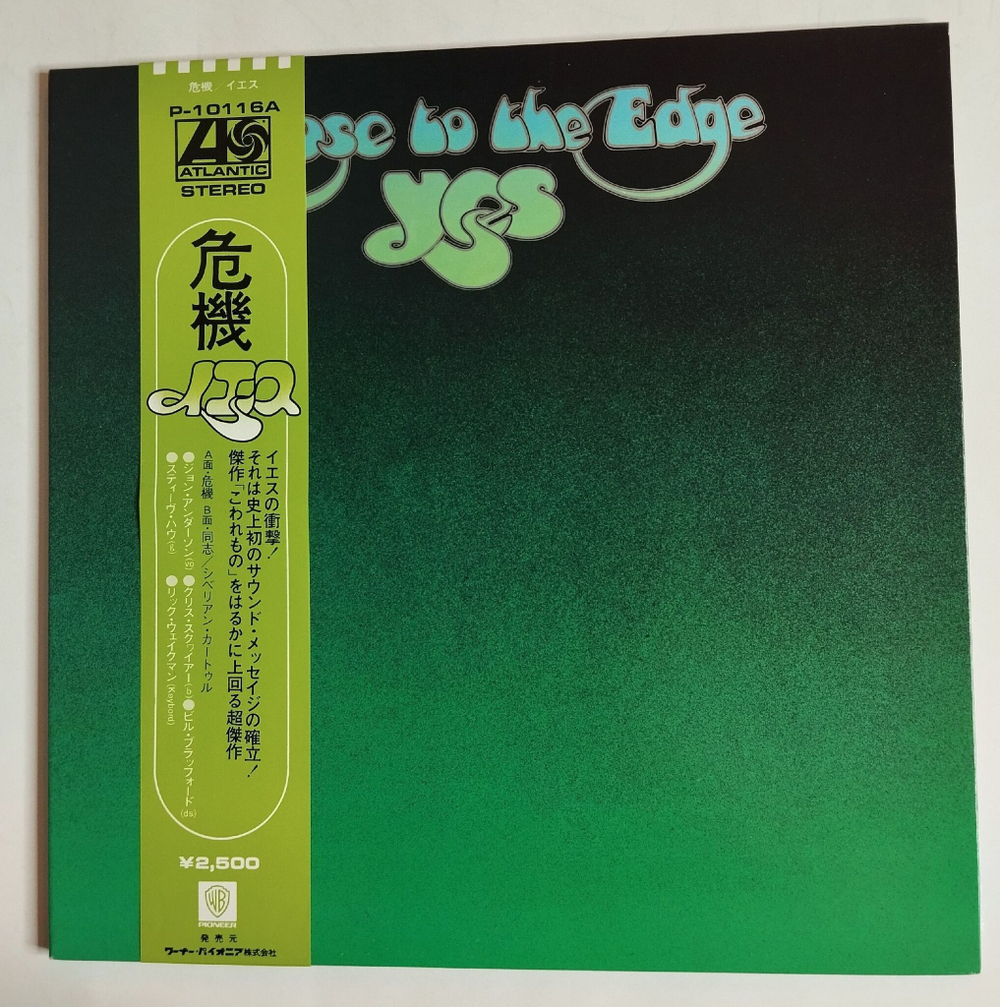 危機/イエス
P-10116A
ATLANTIC
STEREO
危機
イエス
イエスの衝撃!
それは史上初のサウンド・メッセイジの確立!
傑作「こわれもの」をはるかに上回る超傑作
A面・危機 B面・同志/シベリアン・カートゥル
●ジョン・アンダーソン(vo) ●クリス・スクヮイアー(b) ●ビル・ブラッフォード(ds)
●スティーヴ・ハウ(g) ●リック・ウェイクマン(Keybord)
¥2,500
WB
PIONEER
発売元
ワーナー・パイオニア株式会社
ose to the Edge
yes